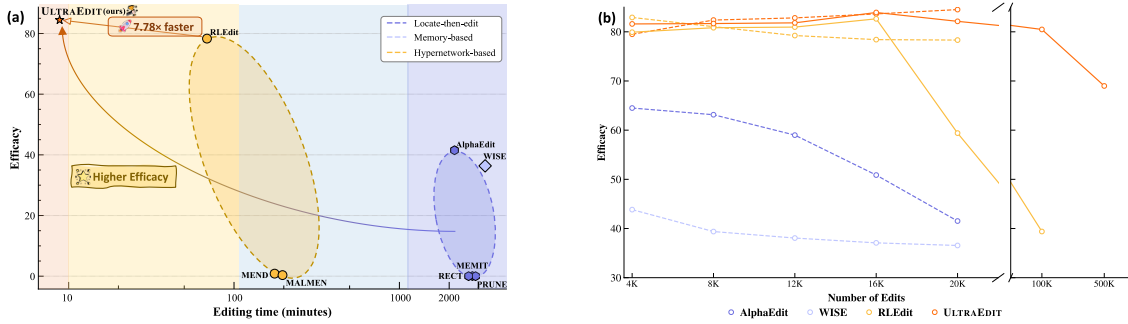 (a)
ULTRAEDIT (ours)
7.78× faster
RLEdit
Locate-then-edit
Memory-based
Hypernetwork-based
80
60
40
20
0
Efficacy
Higher Efficacy
AlphaEdit
WISE
MEND
MALMEN
MEMIT
RECT
PRUNE
10
100
1000
2000
Editing time (minutes)
(b)
80
70
60
50
40
30
Efficacy
4K
8K
12K
16K
20K
100K
500K
Number of Edits
AlphaEdit
WISE
RLEdit
ULTRAEDIT